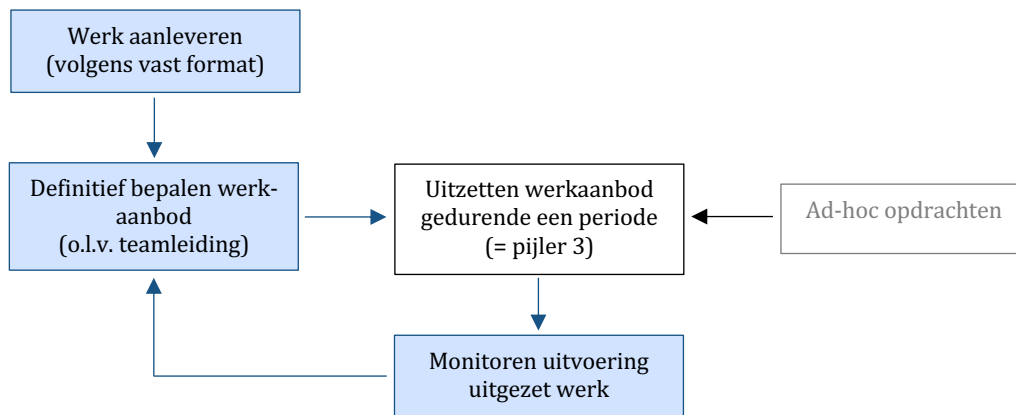 Werk aanleveren
(volgens vast format)
Definitief bepalen werk-
aanbod
(o.l.v. teamleiding)
Uitzetten werkaanbod
gedurende een periode
(= pijler 3)
Ad-hoc opdrachten
Monitoren uitvoering
uitgezet werk